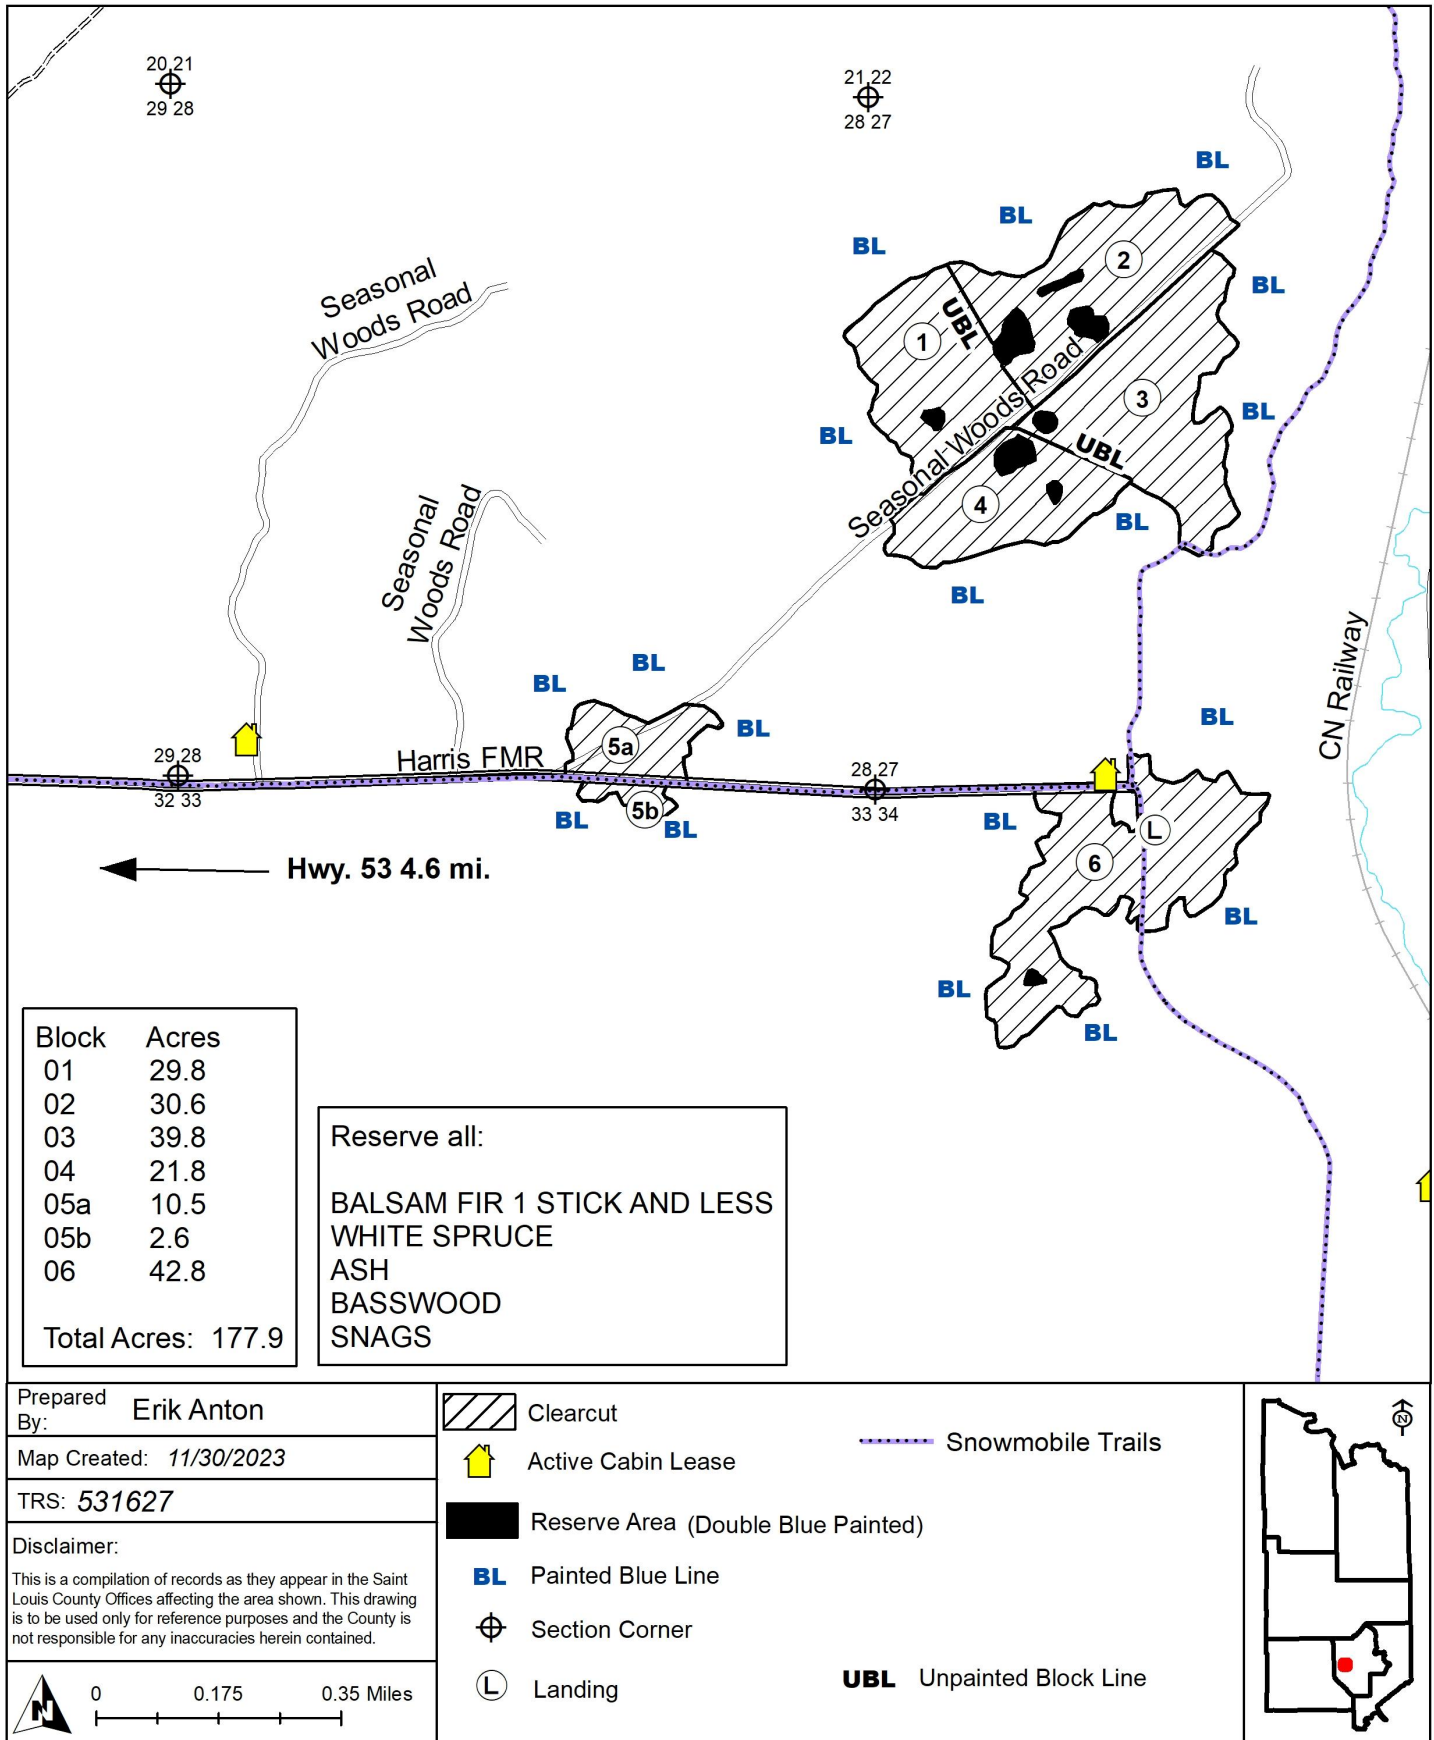 20 21
29 28
21 22
28 27
BL
BL
BL
BL
Seasonal
Woods Road
2
UBL
1
Seasonal Woods Road
3
BL
BL
UBL
4
BL
BL
Seasonal
Woods Road
CN Railway
BL
BL
BL
BL
5a
Harris FMR
29 28
32 33
28 27
33 34
BL
5b
BL
BL
L
6
Hwy. 53 4.6 mi.
BL
BL
BL
Block Acres
01 29.8
02 30.6
03 39.8
04 21.8
05a 10.5
05b 2.6
06 42.8
Total Acres: 177.9
Reserve all:
BALSAM FIR 1 STICK AND LESS
WHITE SPRUCE
ASH
BASSWOOD
SNAGS
Prepared
By: Erik Anton
Map Created: 11/30/2023
TRS: 531627
Disclaimer:
This is a compilation of records as they appear in the Saint
Louis County Offices affecting the area shown. This drawing
is to be used only for reference purposes and the County is
not responsible for any inaccuracies herein contained.
N
0 0.175 0.35 Miles
Clearcut
Active Cabin Lease
Reserve Area (Double Blue Painted)
BL Painted Blue Line
Section Corner
L Landing
Snowmobile Trails
UBL Unpainted Block Line
N